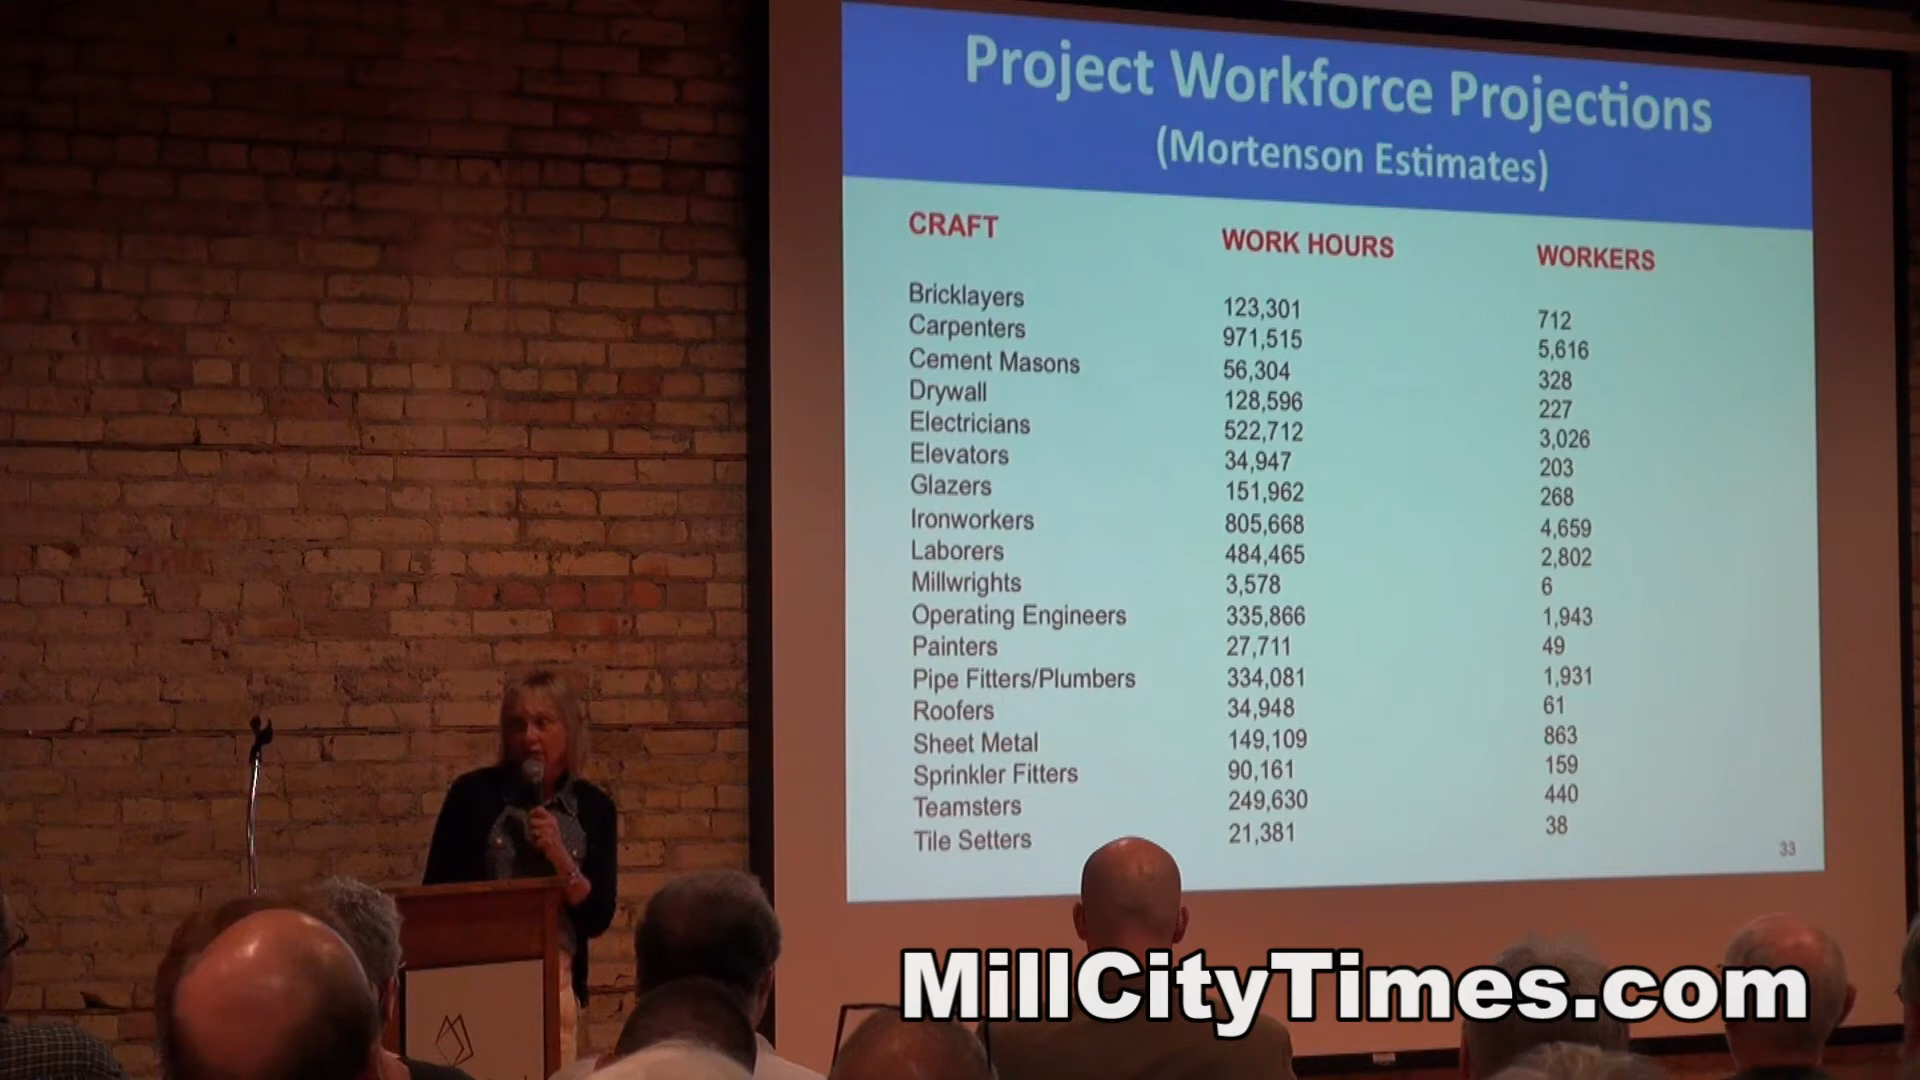 Project Workforce Projections
(Mortenson Estimates)
CRAFT WORK HOURS WORKERS
Bricklayers 123,301 712
Carpenters 971,515 5,616
Cement Masons 56,304 328
Drywall 128,596 227
Electricians 522,712 3,026
Elevators 34,947 203
Glazers 151,962 268
Ironworkers 805,668 4,659
Laborers 484,465 2,802
Millwrights 3,578 6
Operating Engineers 335,866 1,943
Painters 27,711 49
Pipe Fitters/Plumbers 334,081 1,931
Roofers 34,948 61
Sheet Metal 149,109 863
Sprinkler Fitters 90,161 159
Teamsters 249,630 440
Tile Setters 21,381 38
33
MillCityTimes.com